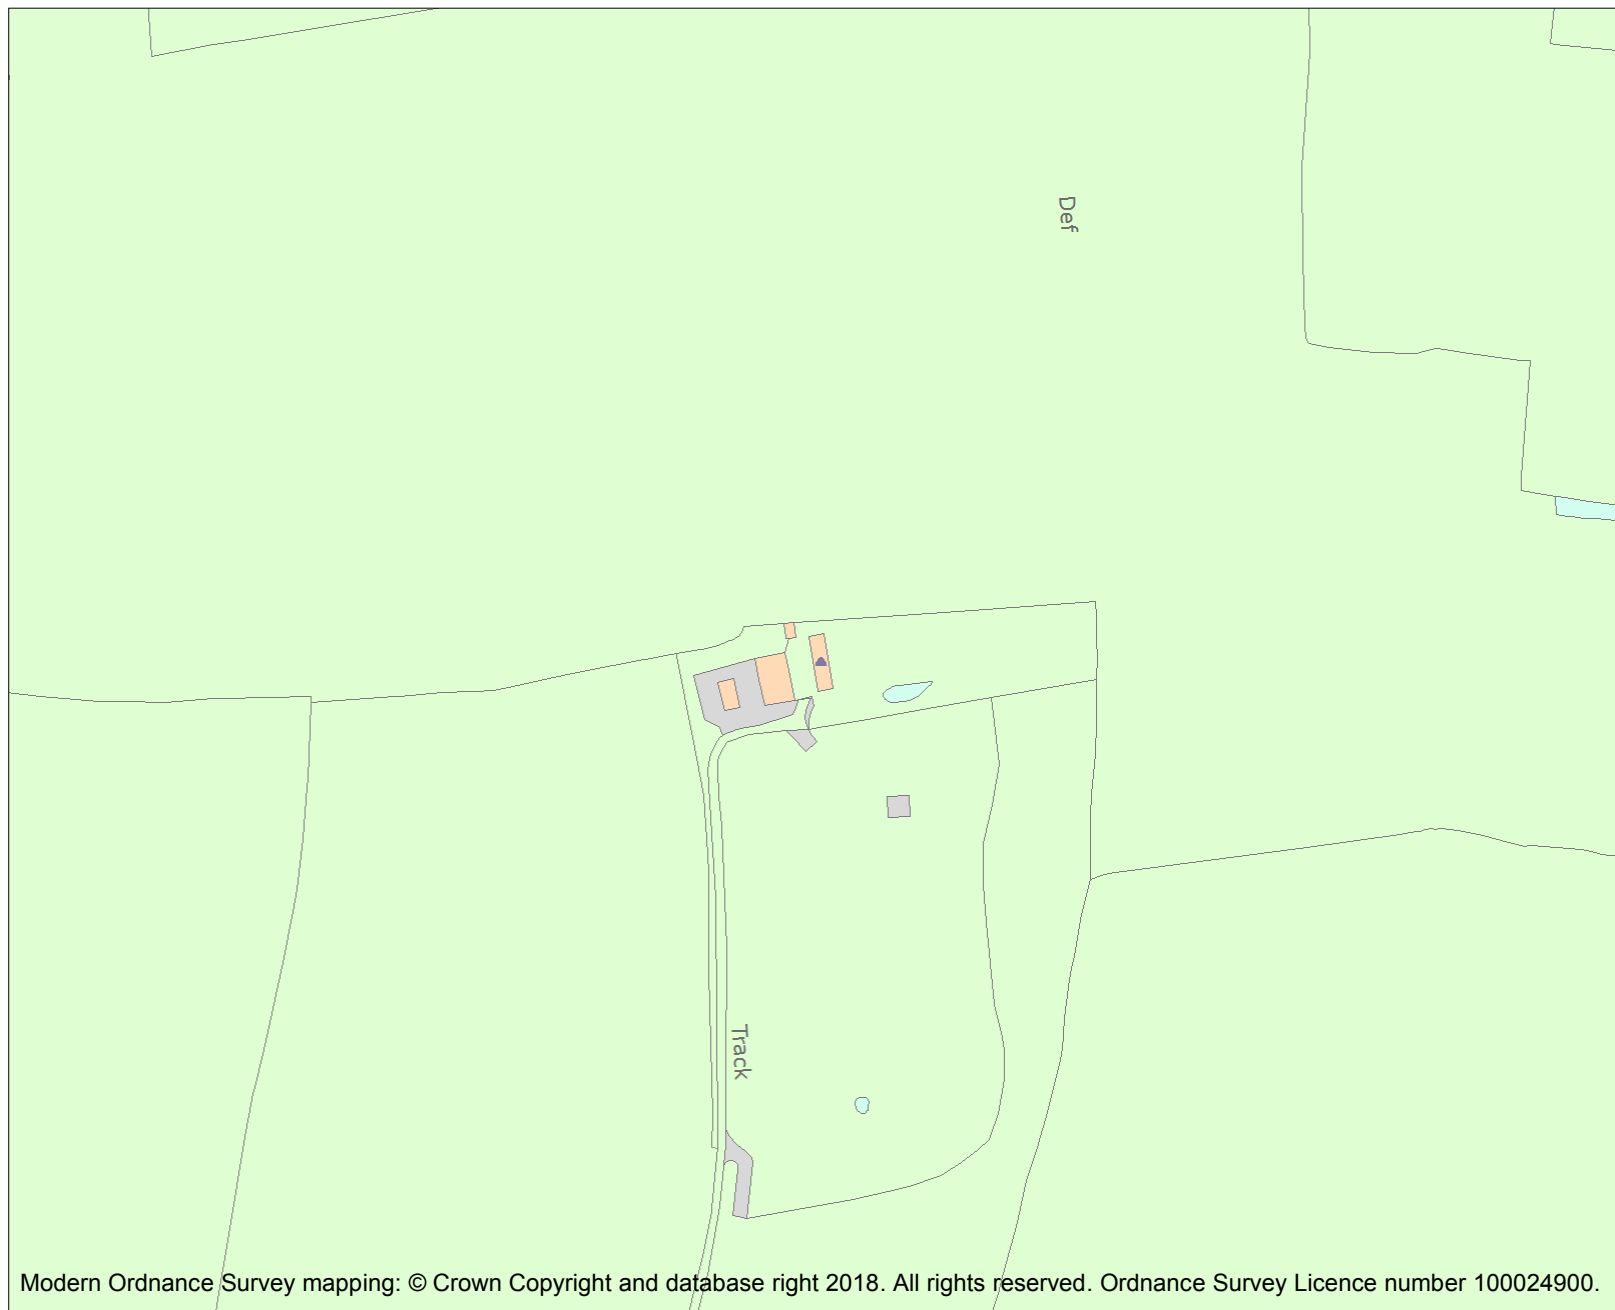 Def
Track
Modern Ordnance Survey mapping: © Crown Copyright and database right 2018. All rights reserved. Ordnance Survey Licence number 100024900.